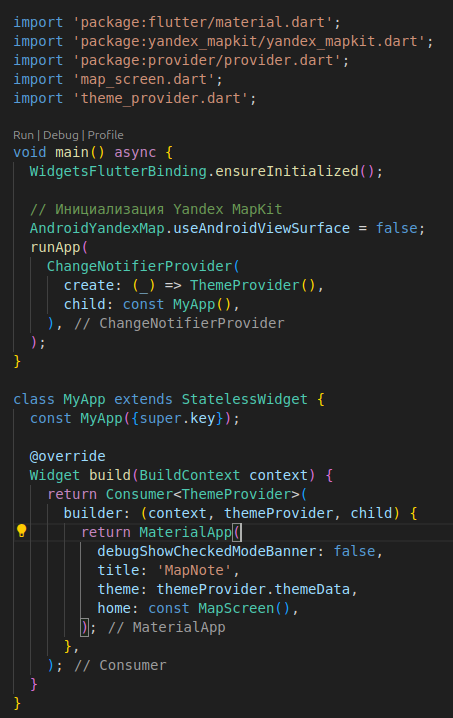 import 'package:flutter/material.dart';
import 'package:yandex_mapkit/yandex_mapkit.dart';
import 'package:provider/provider.dart';
import 'map_screen.dart';
import 'theme_provider.dart';
Run | Debug | Profile
void main() async {
  WidgetsFlutterBinding.ensureInitialized();
  // Инициализация Yandex MapKit
  AndroidYandexMap.useAndroidViewSurface = false;
  runApp(
    ChangeNotifierProvider(
      create: (_) => ThemeProvider(),
      child: const MyApp(),
    ), // ChangeNotifierProvider
  );
}
class MyApp extends StatelessWidget {
  const MyApp({super.key});
  @override
  Widget build(BuildContext context) {
    return Consumer<ThemeProvider>(
      builder: (context, themeProvider, child) {
        return MaterialApp(
          debugShowCheckedModeBanner: false,
          title: 'MapNote',
          theme: themeProvider.themeData,
          home: const MapScreen(),
        ); // MaterialApp
      },
    ); // Consumer
  }
}